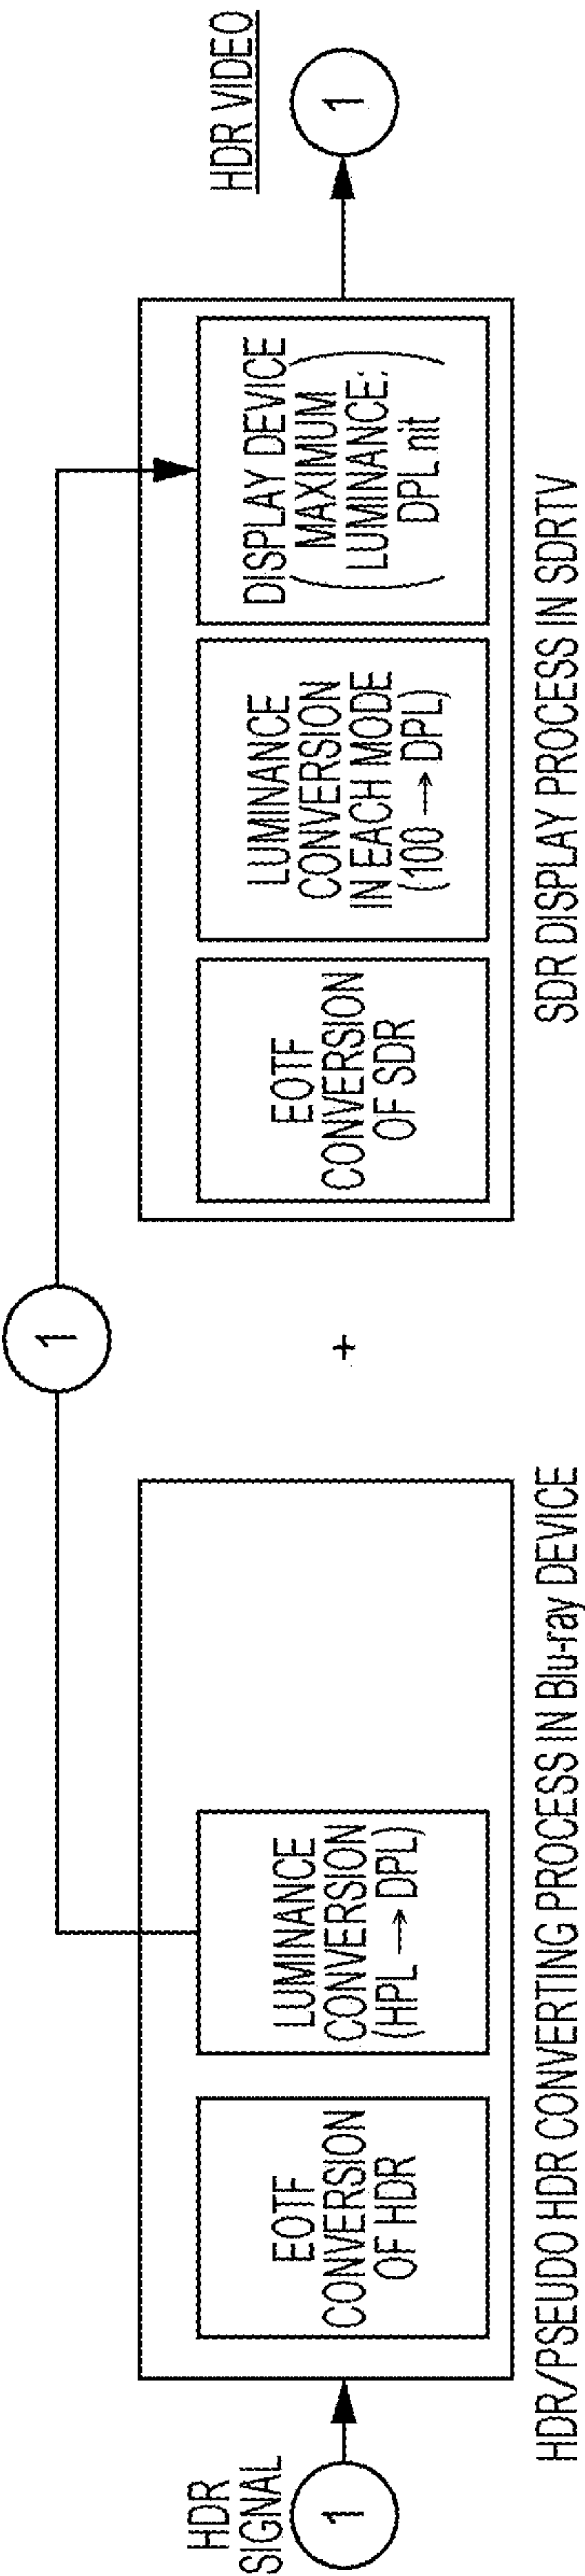 HDR
SIGNAL
1
EOTF
CONVERSION
OF HDR
LUMINANCE
CONVERSION
(HPL → DPL)
HDR/PSEUDO HDR CONVERTING PROCESS IN Blu-ray DEVICE
1
+
EOTF
CONVERSION
OF SDR
LUMINANCE
CONVERSION
IN EACH MODE
(100 → DPL)
DISPLAY DEVICE
(MAXIMUM
LUMINANCE:
DPL nit)
SDR DISPLAY PROCESS IN SDRTV
HDR VIDEO
1